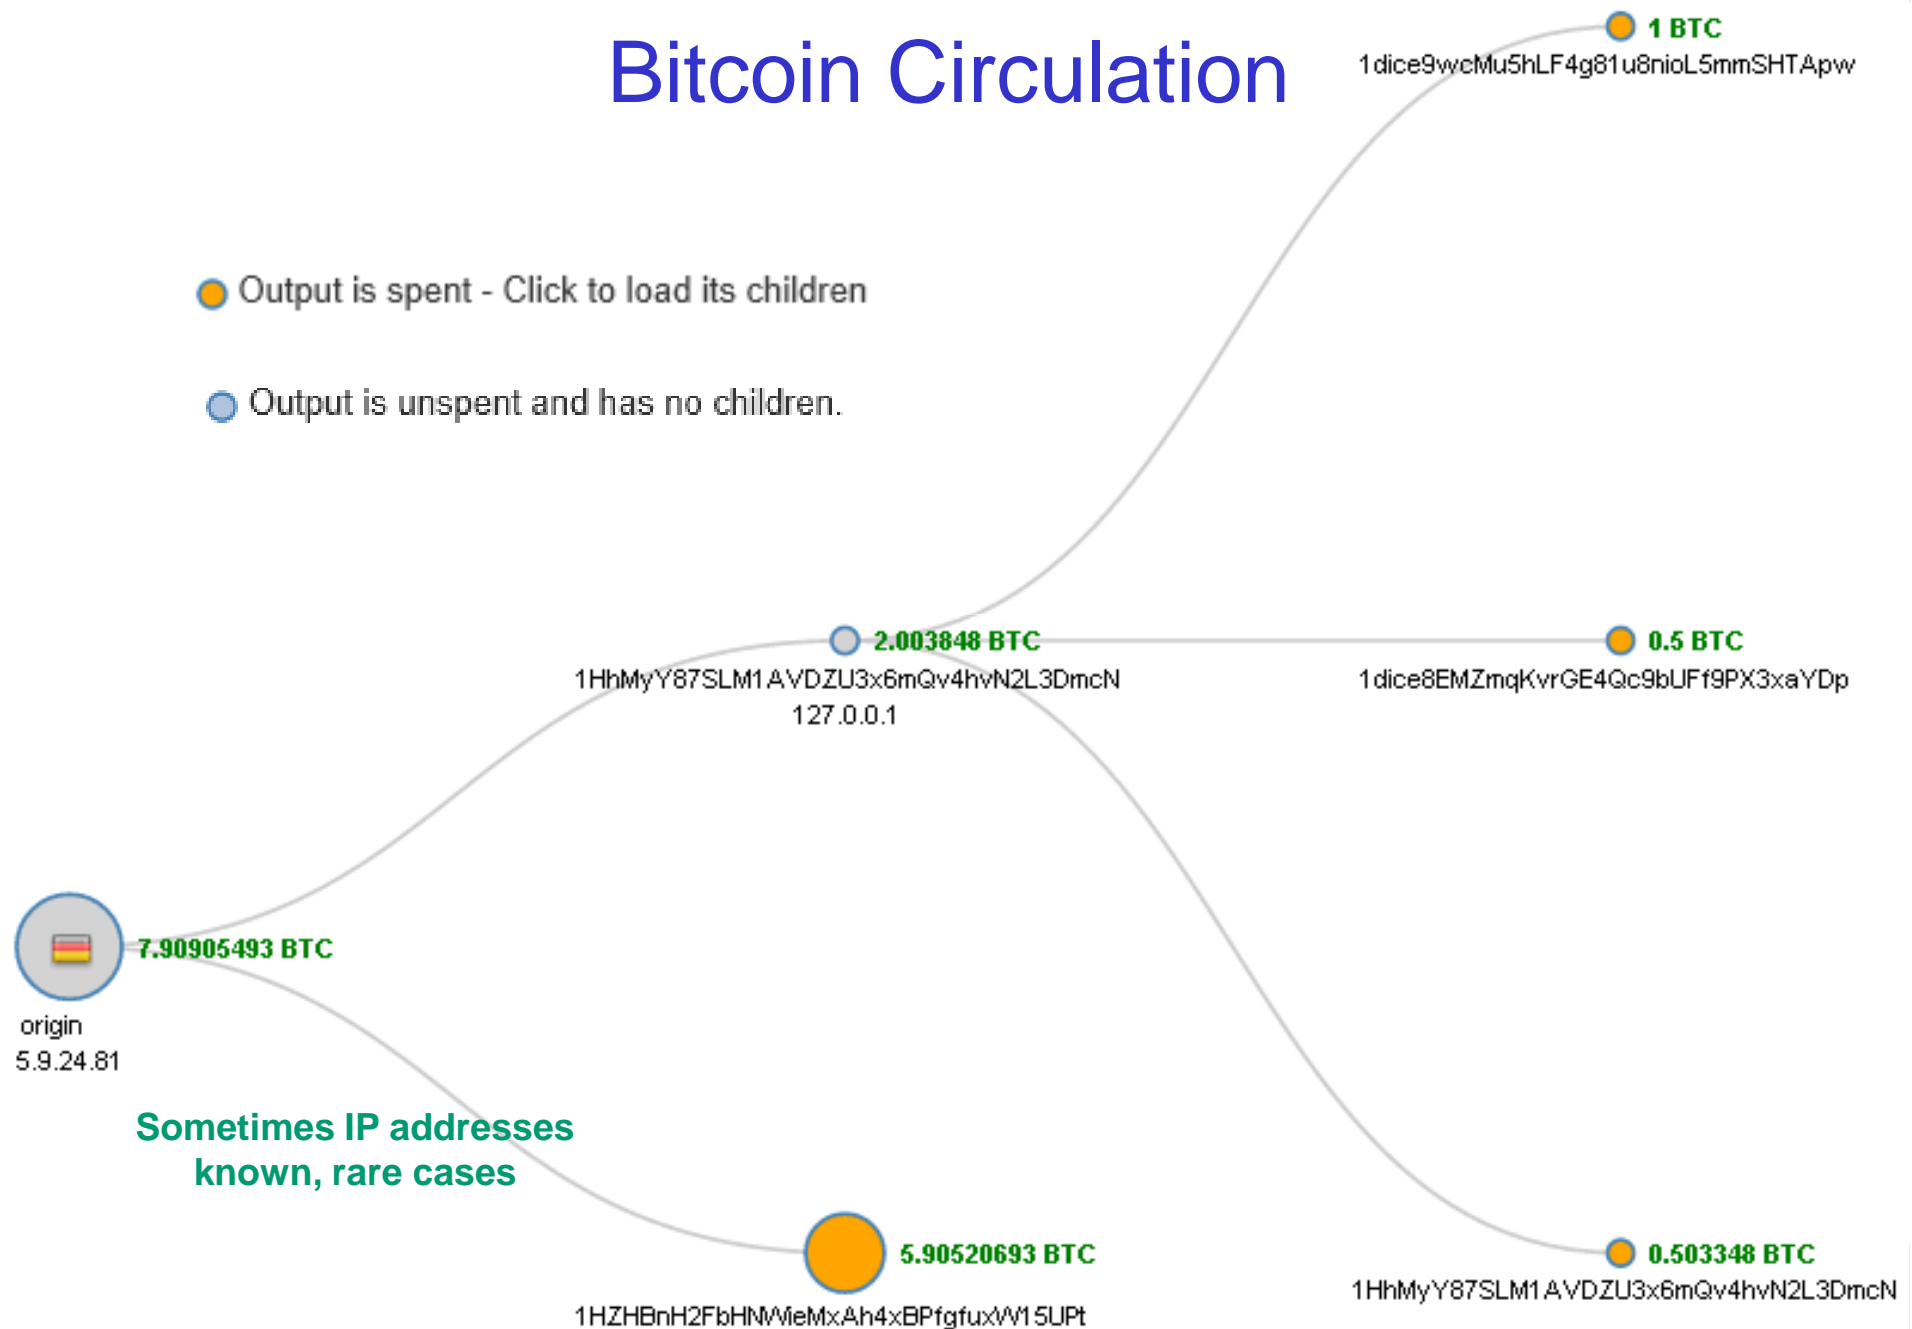 Bitcoin Circulation
1 BTC
1dice9wcMu5hLF4g81u8nioL5mmSHTApw
Output is spent - Click to load its children
Output is unspent and has no children.
2.003848 BTC
1HhMyY87SLM1AVDZU3x6mQv4hvN2L3DmcN
127.0.0.1
0.5 BTC
1dice8EMZmqKvrGE4Qc9bUFf9PX3xaYDp
7.90905493 BTC
origin
5.9.24.81
Sometimes IP addresses
known, rare cases
5.90520693 BTC
1HZHBnH2FbHNWieMxAh4xBPfgfuxW15UPt
0.503348 BTC
1HhMyY87SLM1AVDZU3x6mQv4hvN2L3DmcN